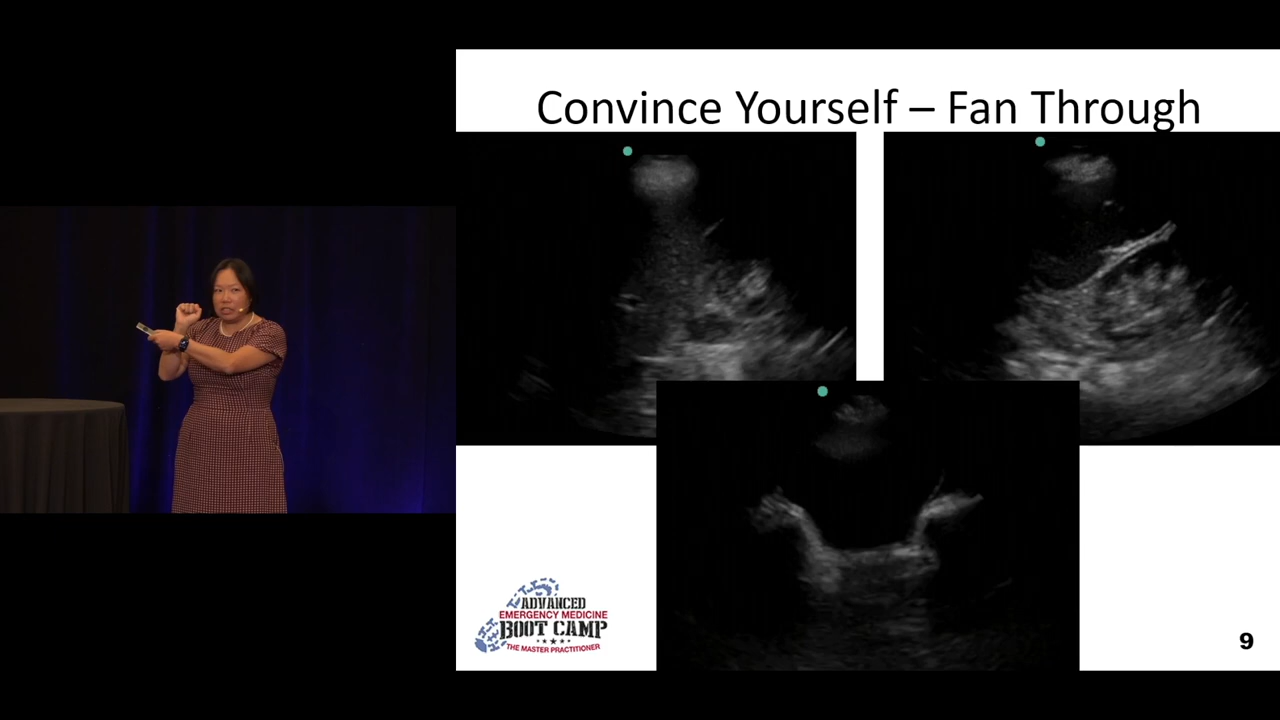 Convince Yourself – Fan Through
ADVANCED
EMERGENCY MEDICINE
BOOT CAMP
THE MASTER PRACTITIONER
9